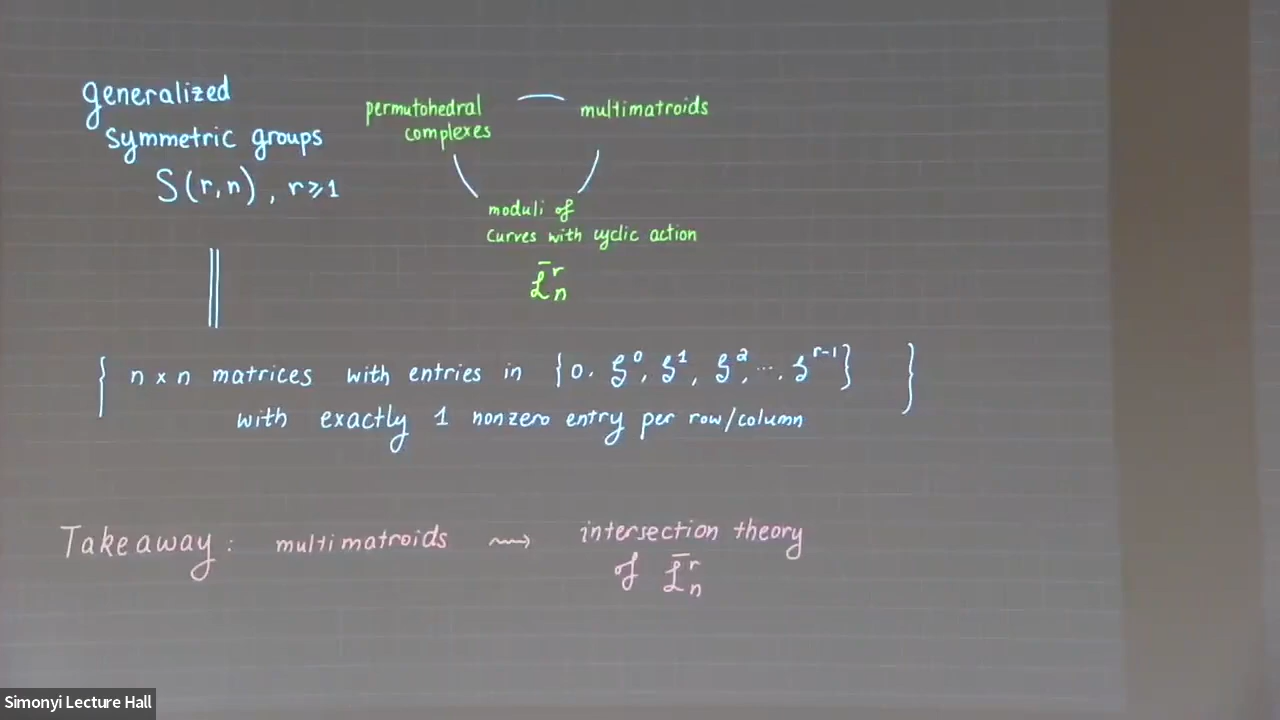 generalized
symmetric groups
S(r,n), r⩾1
permutohedral
complexes
multimatroids
moduli of
curves with cyclic action
ℒ̄ʳₙ
{ n × n matrices with entries in {0, ζ⁰, ζ¹, ζ², ⋯, ζʳ⁻¹} }
with exactly 1 nonzero entry per row/column
Takeaway: multimatroids ⇝ intersection theory
of ℒ̄ʳₙ
Simonyi Lecture Hall